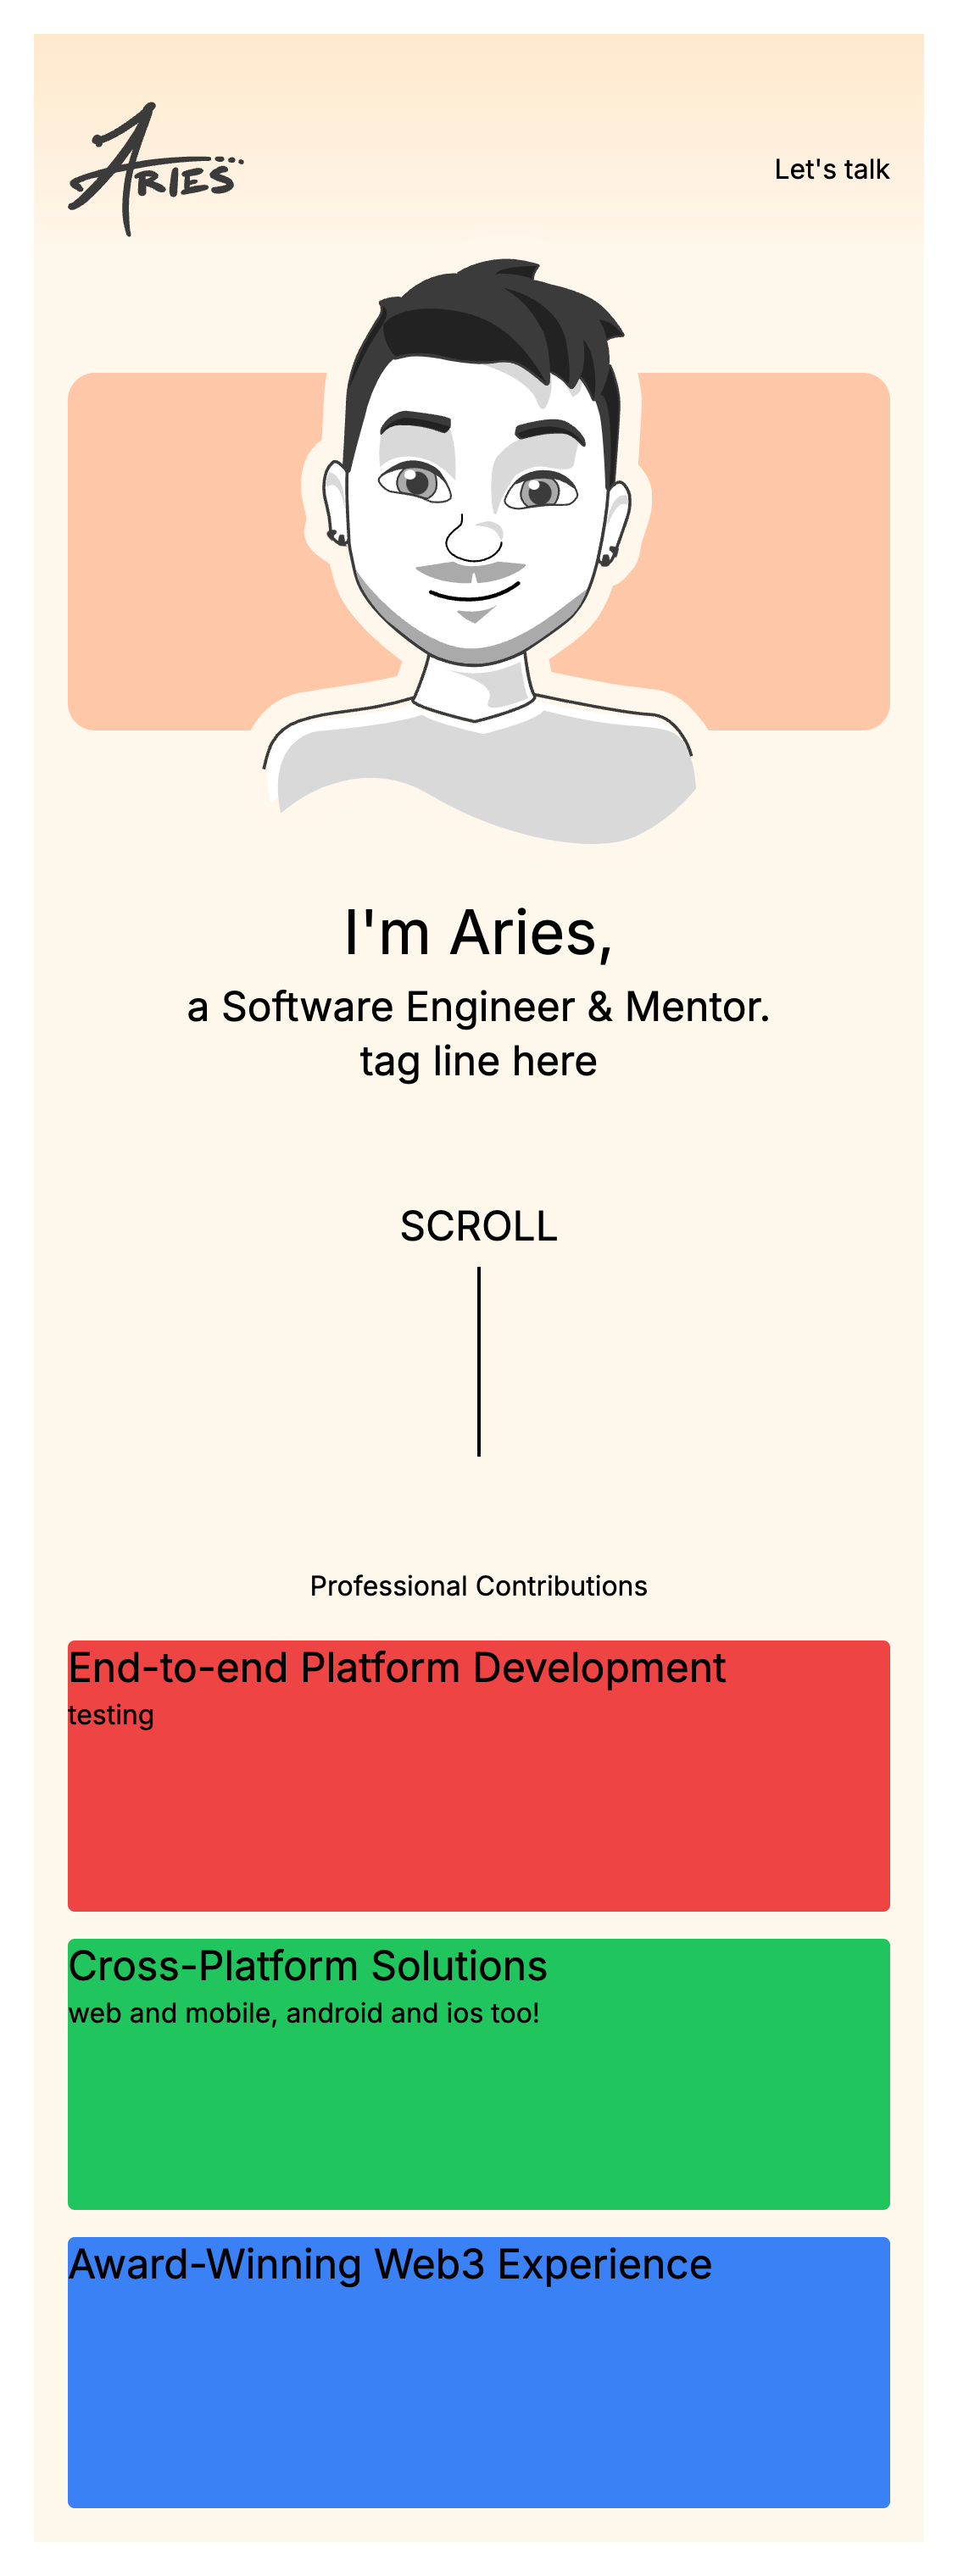 ARIES
Let's talk
I'm Aries,
a Software Engineer & Mentor.
tag line here
SCROLL
Professional Contributions
End-to-end Platform Development
testing
Cross-Platform Solutions
web and mobile, android and ios too!
Award-Winning Web3 Experience